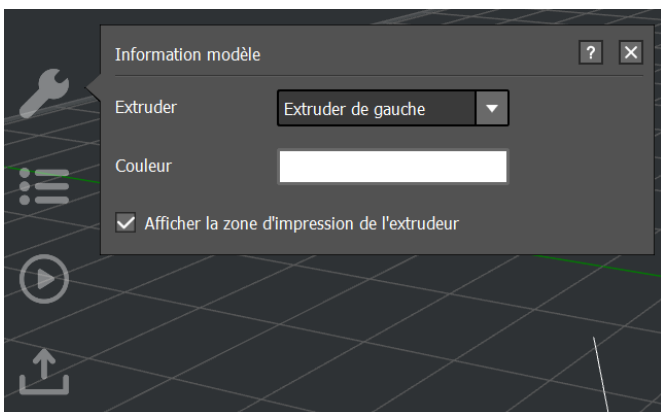 Information modèle
?
Extruder
Extruder de gauche
Couleur
Afficher la zone d'impression de l'extrudeur